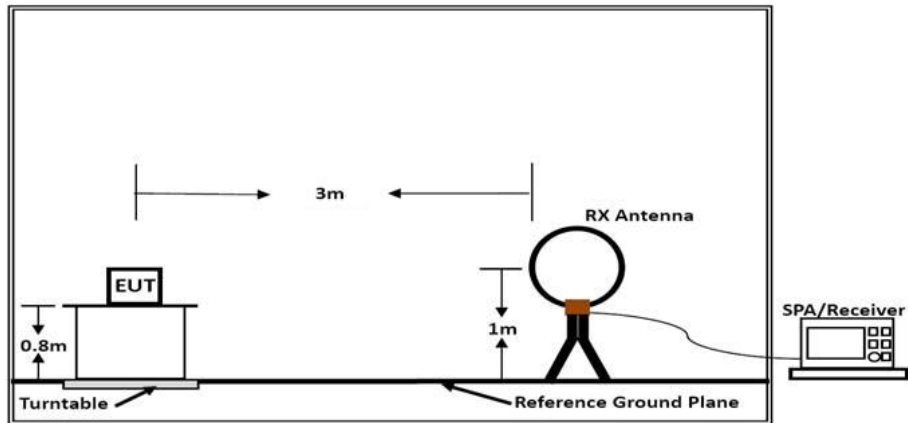 3m
RX Antenna
EUT
SPA/Receiver
1m
0.8m
Turntable
Reference Ground Plane